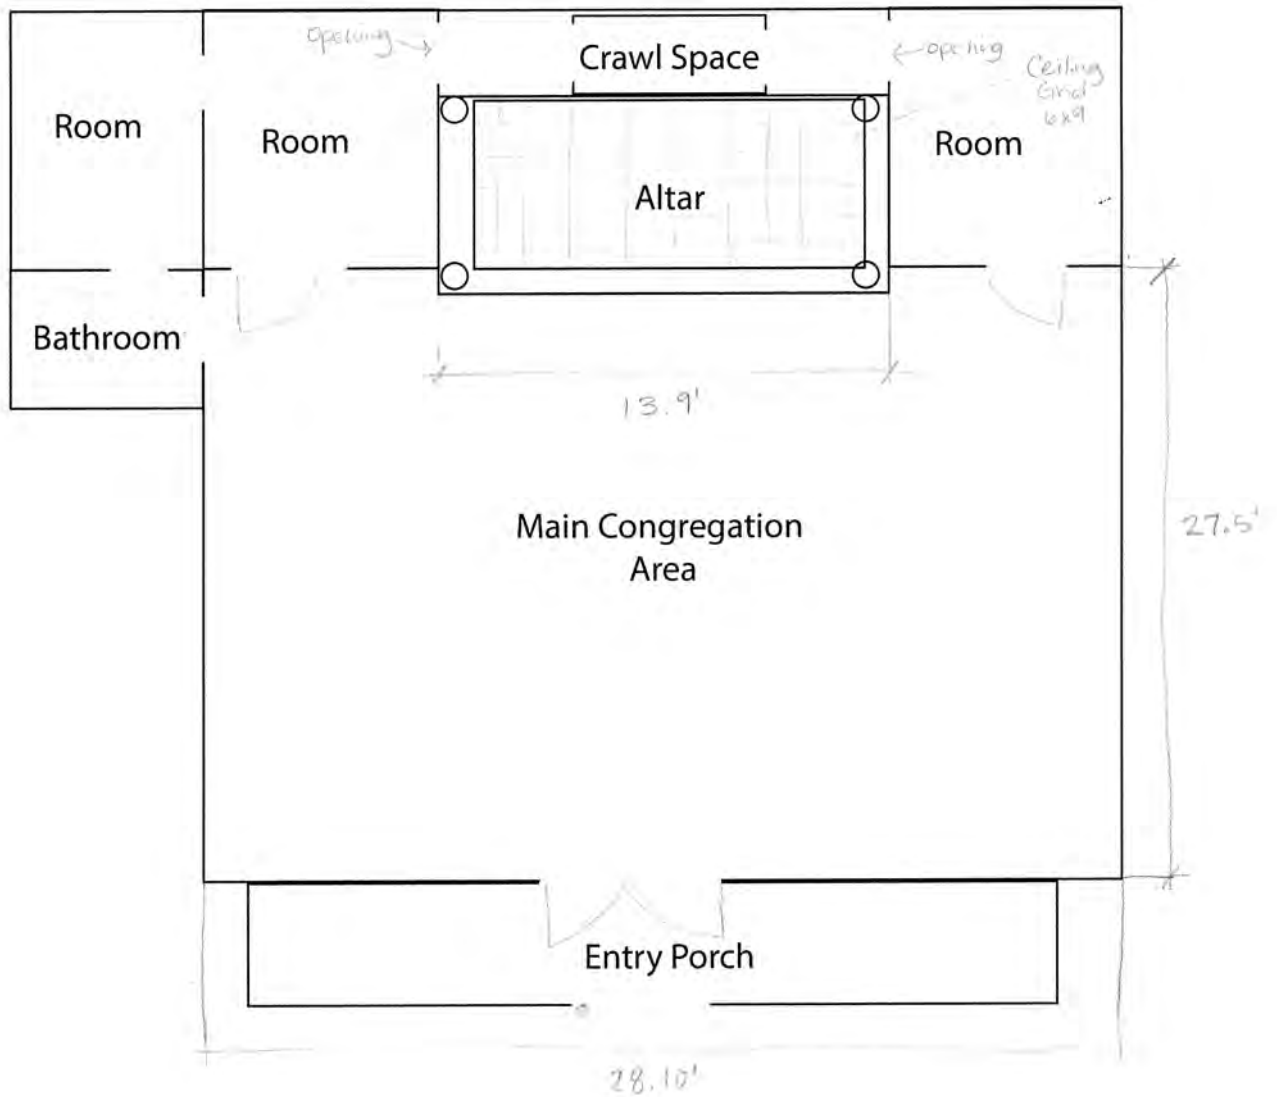 opening
Crawl Space
opening
Ceiling
Grid
6x9
Room
Room
Room
Altar
Bathroom
13.9'
Main Congregation
Area
27.5'
Entry Porch
28.10'